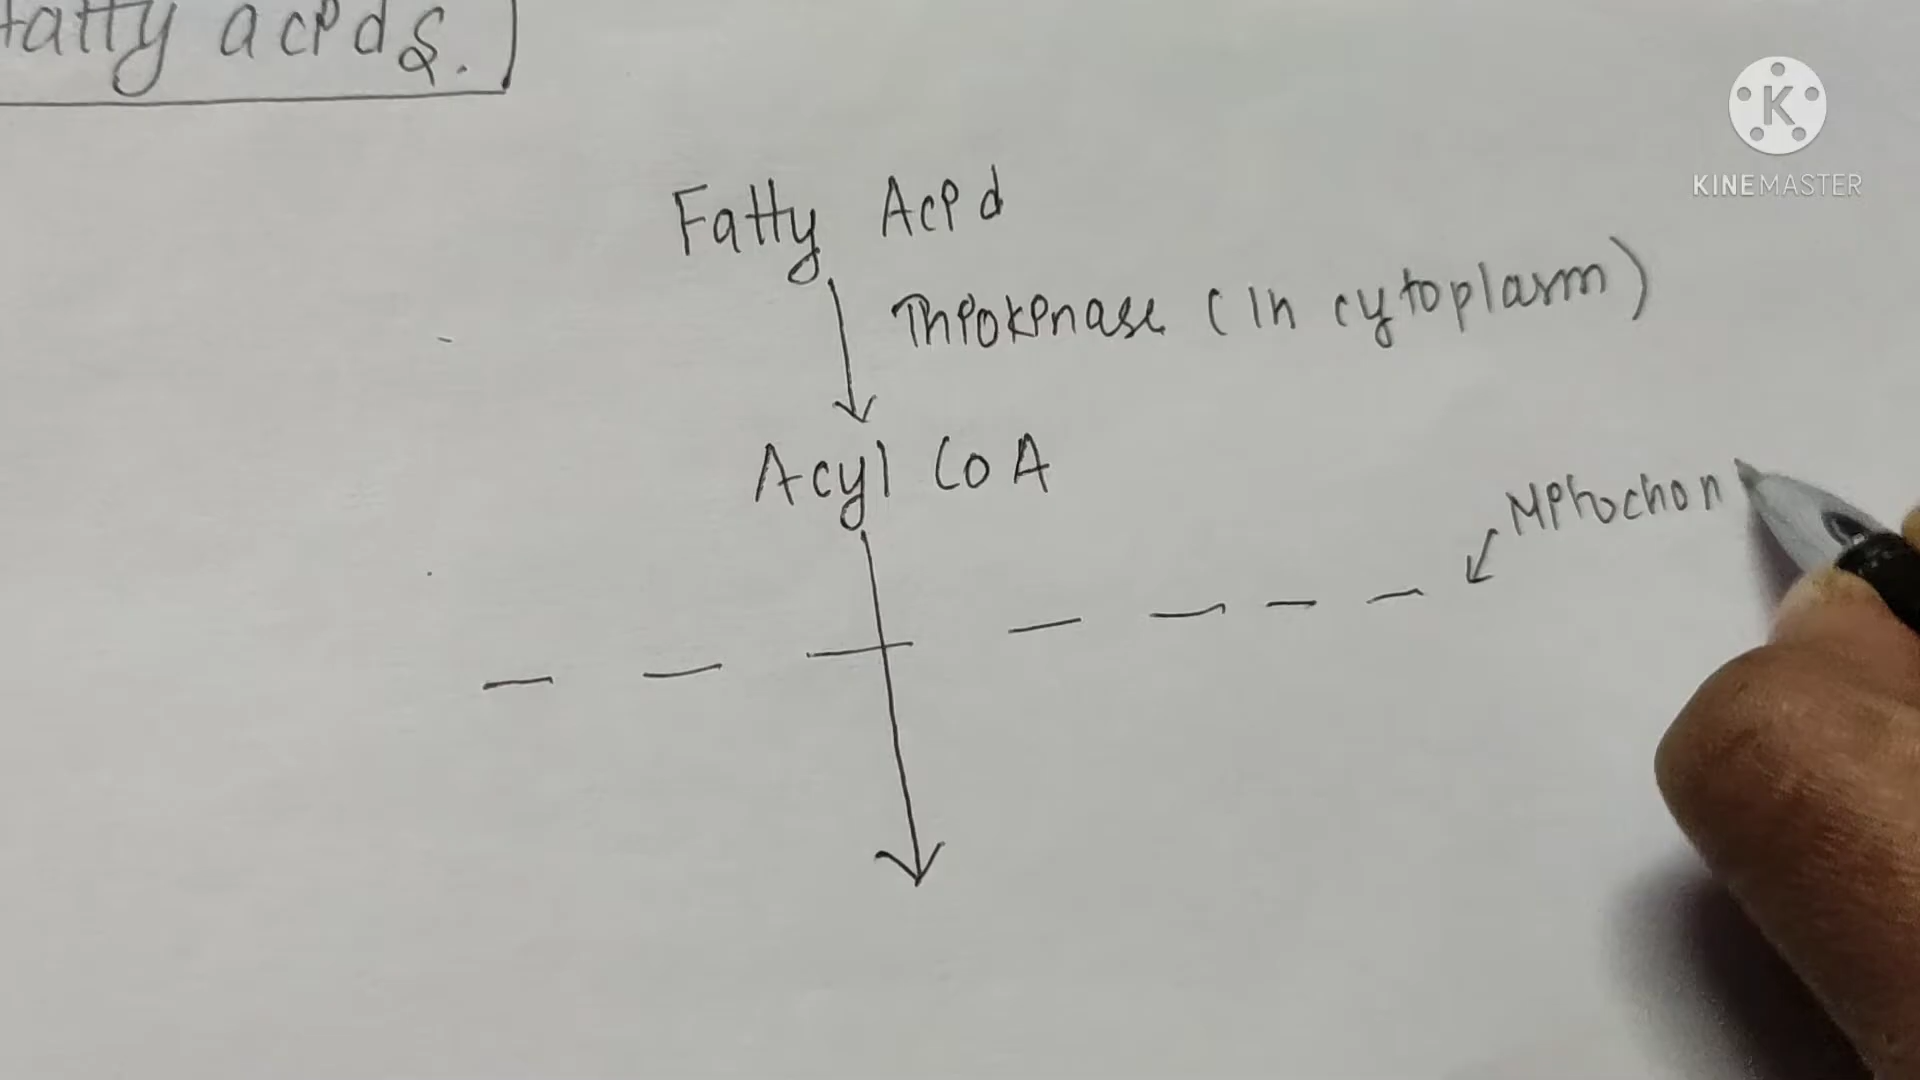 fatty acids.
KINEMASTER
Fatty Acid
Thiokinase (In cytoplasm)
Acyl CoA
Mitochon